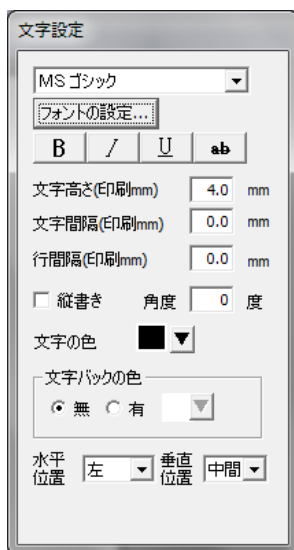 文字設定
MS ゴシック
フォントの設定...
B I U ab
文字高さ(印刷mm) 4.0 mm
文字間隔(印刷mm) 0.0 mm
行間隔(印刷mm) 0.0 mm
縦書き 角度 0 度
文字の色
文字バックの色
無 有
水平位置 左 垂直位置 中間